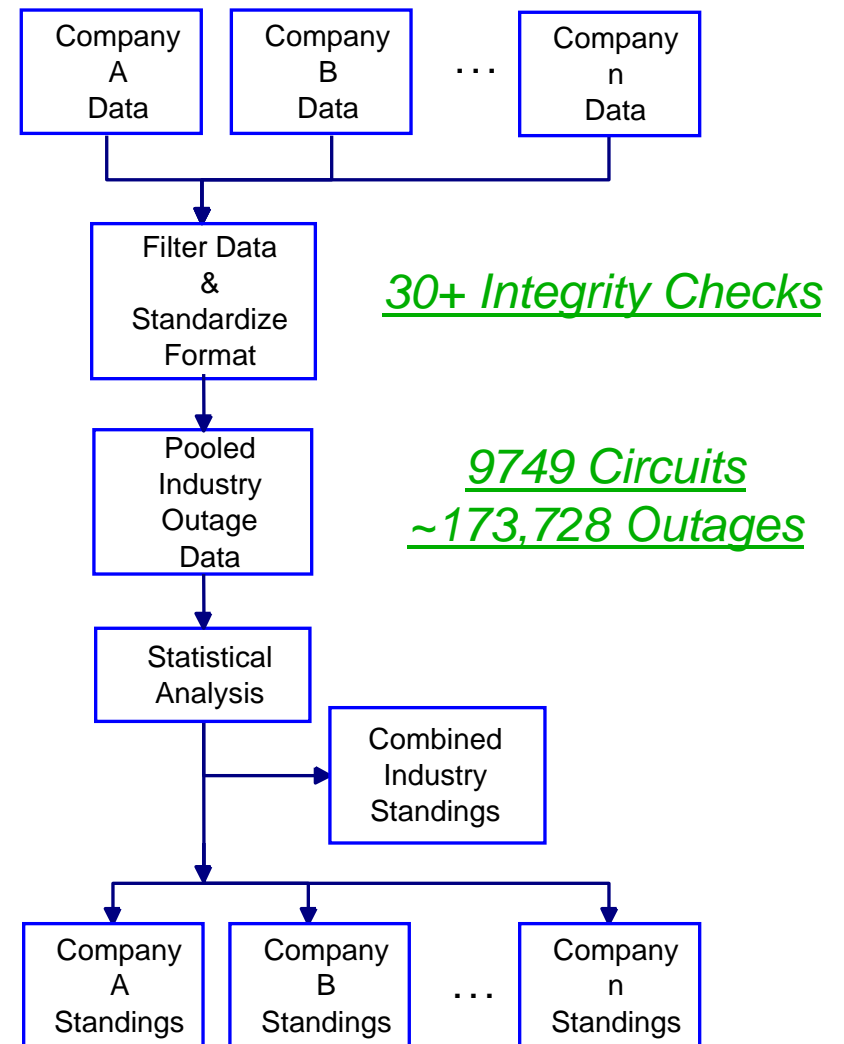 Company
A
Data
Company
B
Data
. . .
Company
n
Data
Filter Data
&
Standardize
Format
30+ Integrity Checks
Pooled
Industry
Outage
Data
9749 Circuits
~173,728 Outages
Statistical
Analysis
Combined
Industry
Standings
Company
A
Standings
Company
B
Standings
. . .
Company
n
Standings